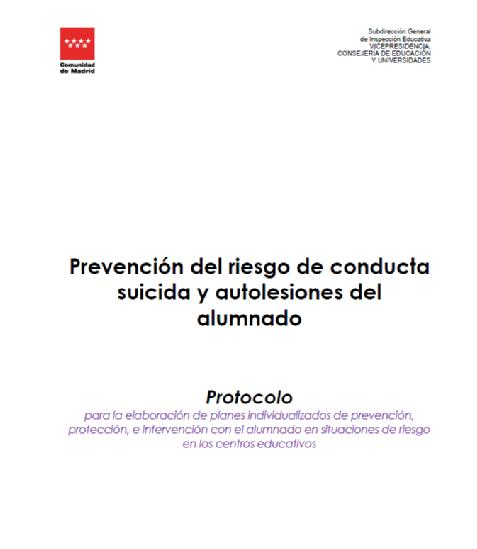 Comunidad
de Madrid
Subdirección General
de Inspección Educativa
VICEPRESIDENCIA,
CONSEJERÍA DE EDUCACIÓN
Y UNIVERSIDADES
Prevención del riesgo de conducta
suicida y autolesiones del
alumnado
Protocolo
para la elaboración de planes individualizados de prevención,
protección, e intervención con el alumnado en situaciones de riesgo
en los centros educativos